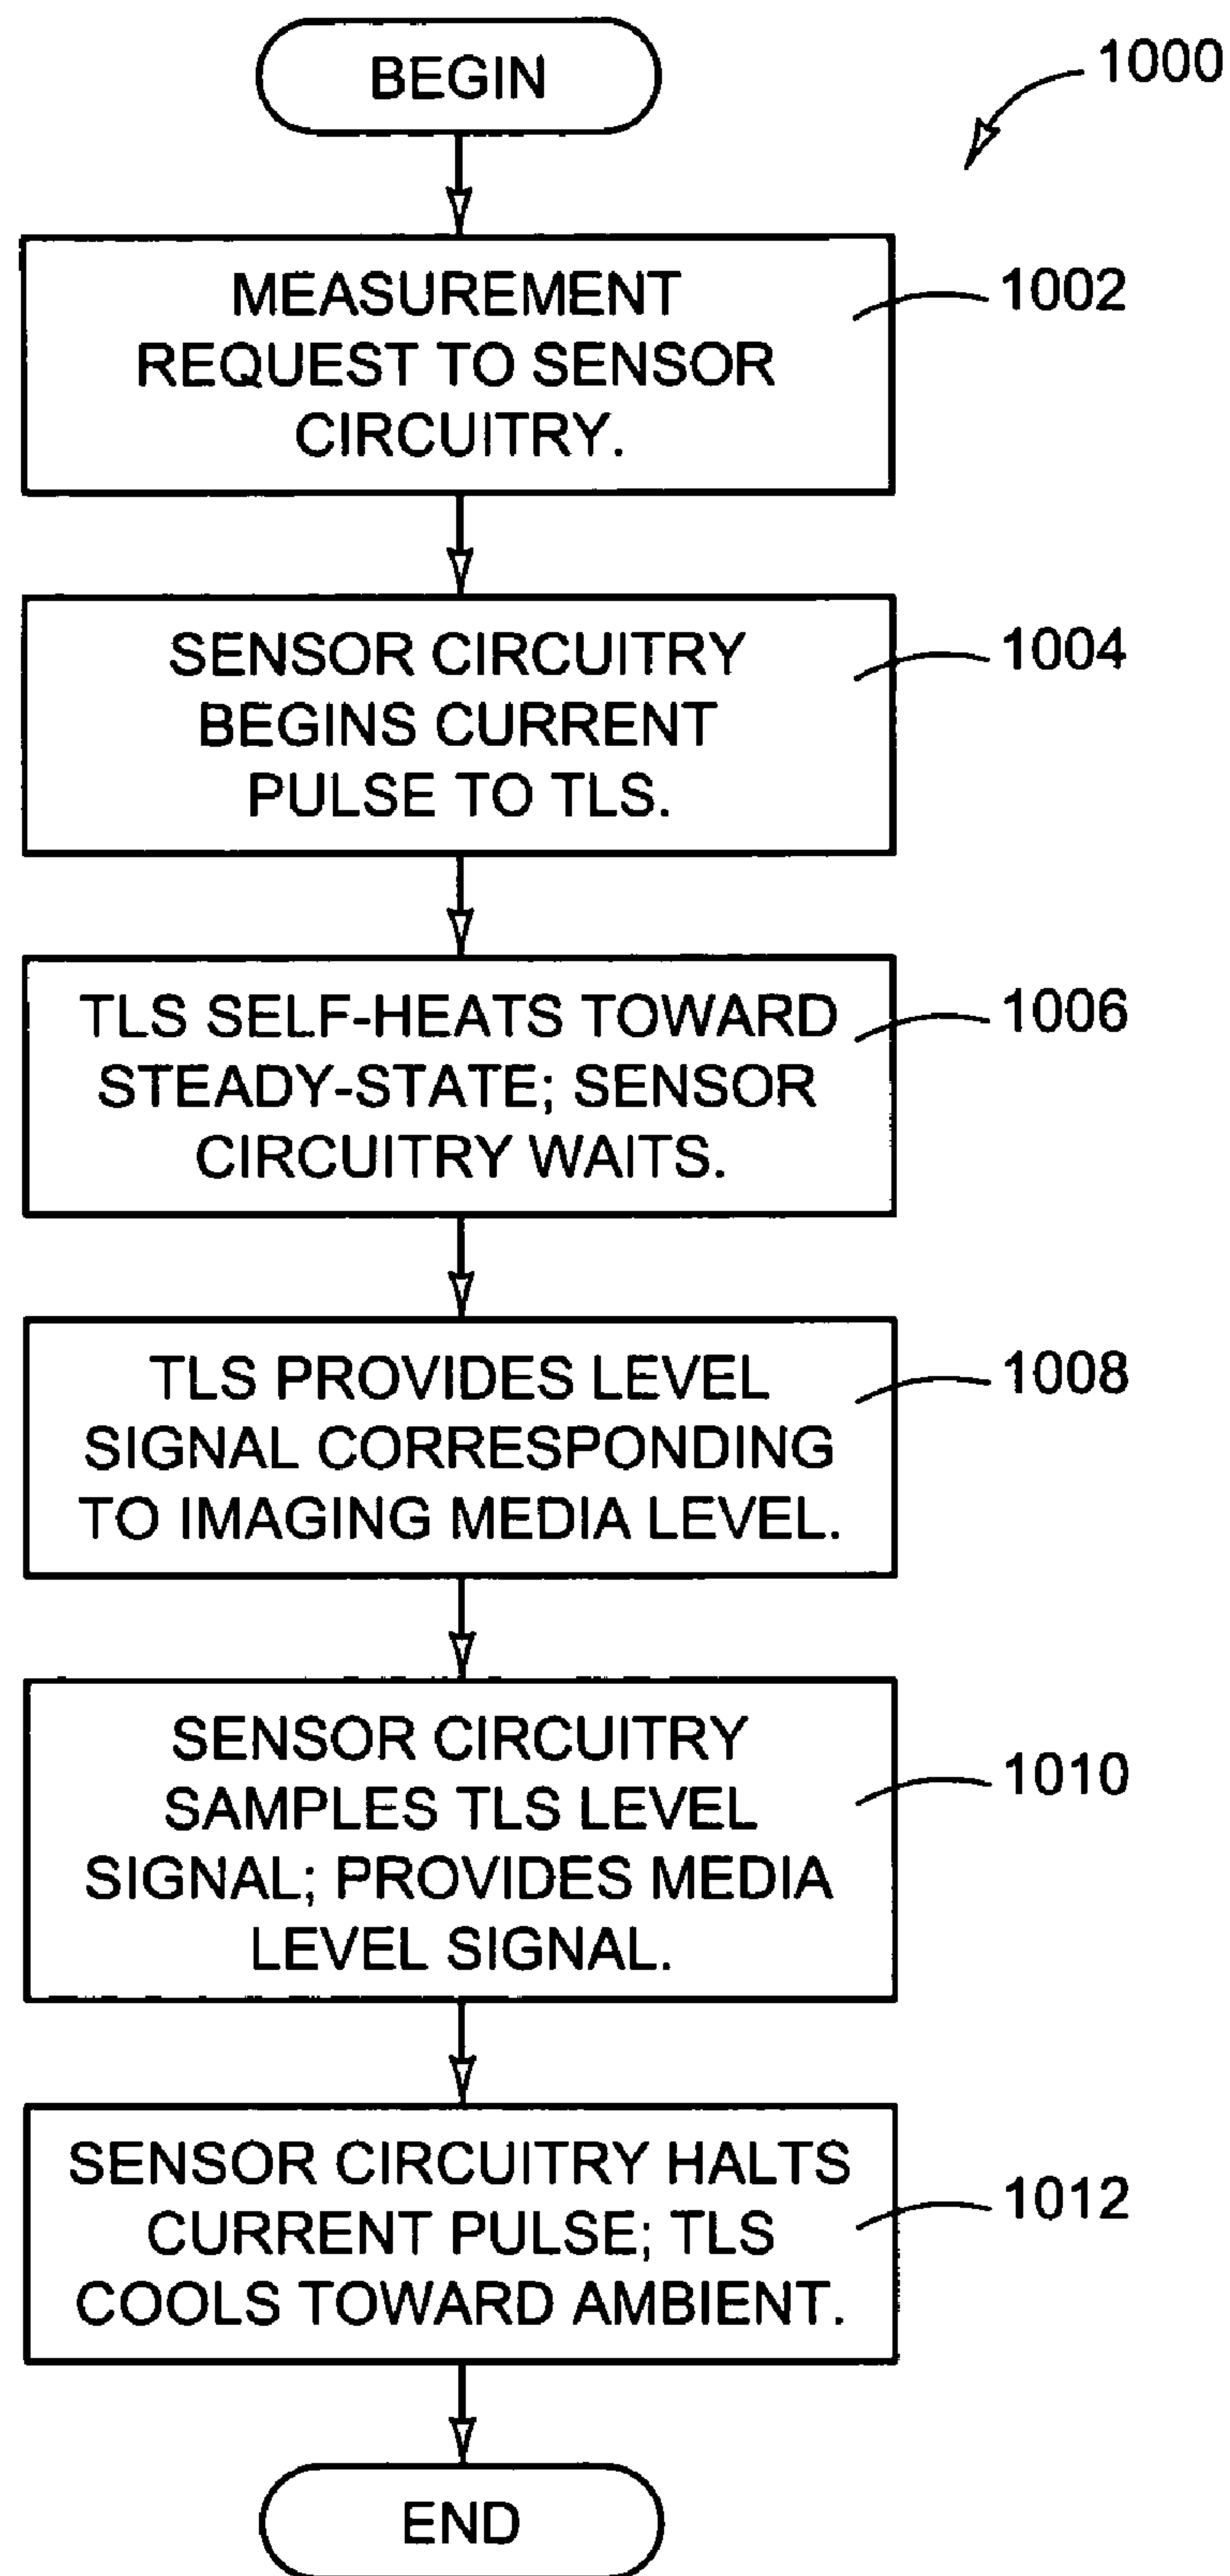 BEGIN
1000
MEASUREMENT
REQUEST TO SENSOR
CIRCUITRY.
1002
SENSOR CIRCUITRY
BEGINS CURRENT
PULSE TO TLS.
1004
TLS SELF-HEATS TOWARD
STEADY-STATE; SENSOR
CIRCUITRY WAITS.
1006
TLS PROVIDES LEVEL
SIGNAL CORRESPONDING
TO IMAGING MEDIA LEVEL.
1008
SENSOR CIRCUITRY
SAMPLES TLS LEVEL
SIGNAL; PROVIDES MEDIA
LEVEL SIGNAL.
1010
SENSOR CIRCUITRY HALTS
CURRENT PULSE; TLS
COOLS TOWARD AMBIENT.
1012
END